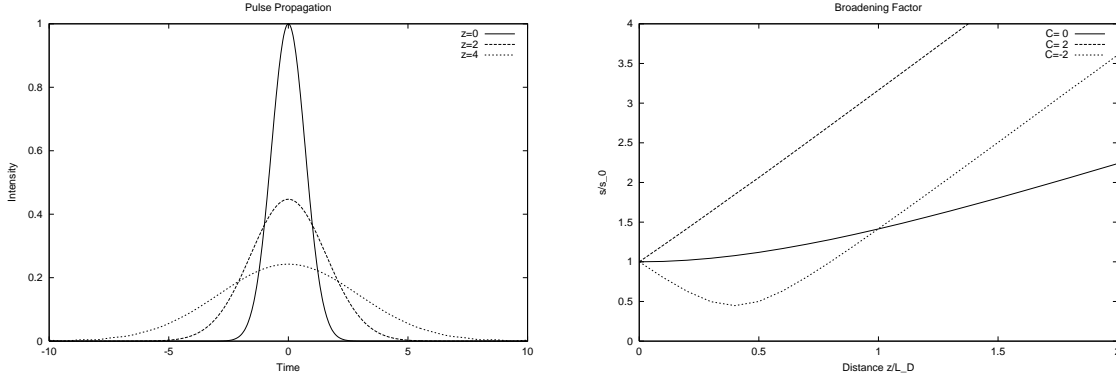 Pulse Propagation
1
0.8
0.6
0.4
0.2
0
Intensity
-10
-5
0
5
10
Time
z=0
z=2
z=4
Broadening Factor
4
3.5
3
2.5
2
1.5
1
0.5
0
s/s_0
0
0.5
1
1.5
2
Distance z/L_D
C= 0
C= 2
C=-2